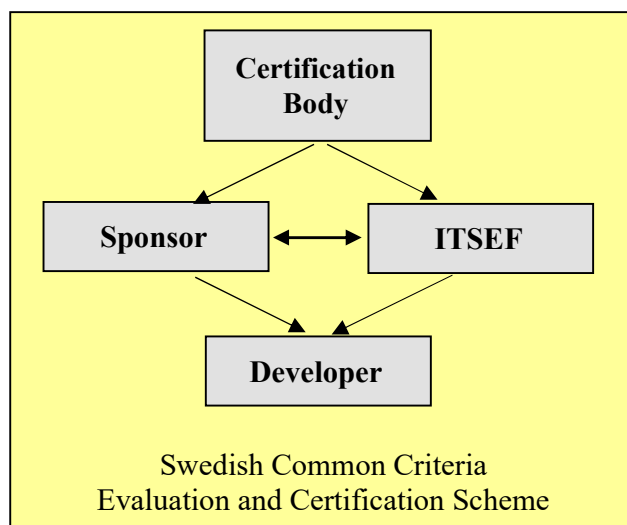 Certification
Body
Sponsor
ITSEF
Developer
Swedish Common Criteria
Evaluation and Certification Scheme